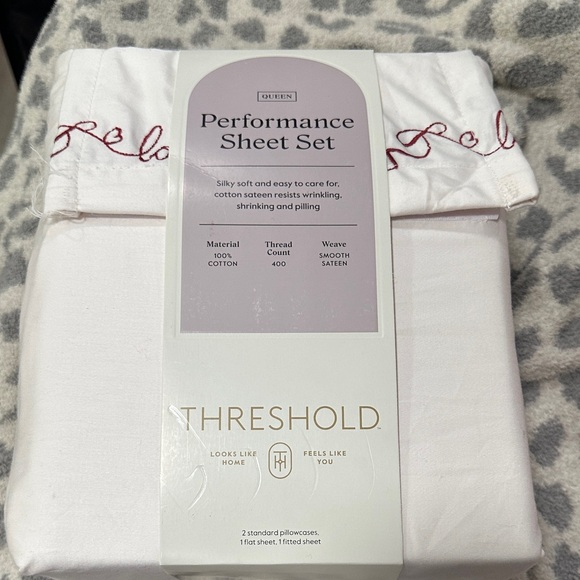 QUEEN
Performance
Sheet Set
Silky soft and easy to care for,
cotton sateen resists wrinkling,
shrinking and pilling
Material
100%
COTTON
Thread
Count
400
Weave
SMOOTH
SATEEN
THRESHOLD™
LOOKS LIKE
HOME
FEELS LIKE
YOU
2 standard pillowcases,
1 flat sheet, 1 fitted sheet